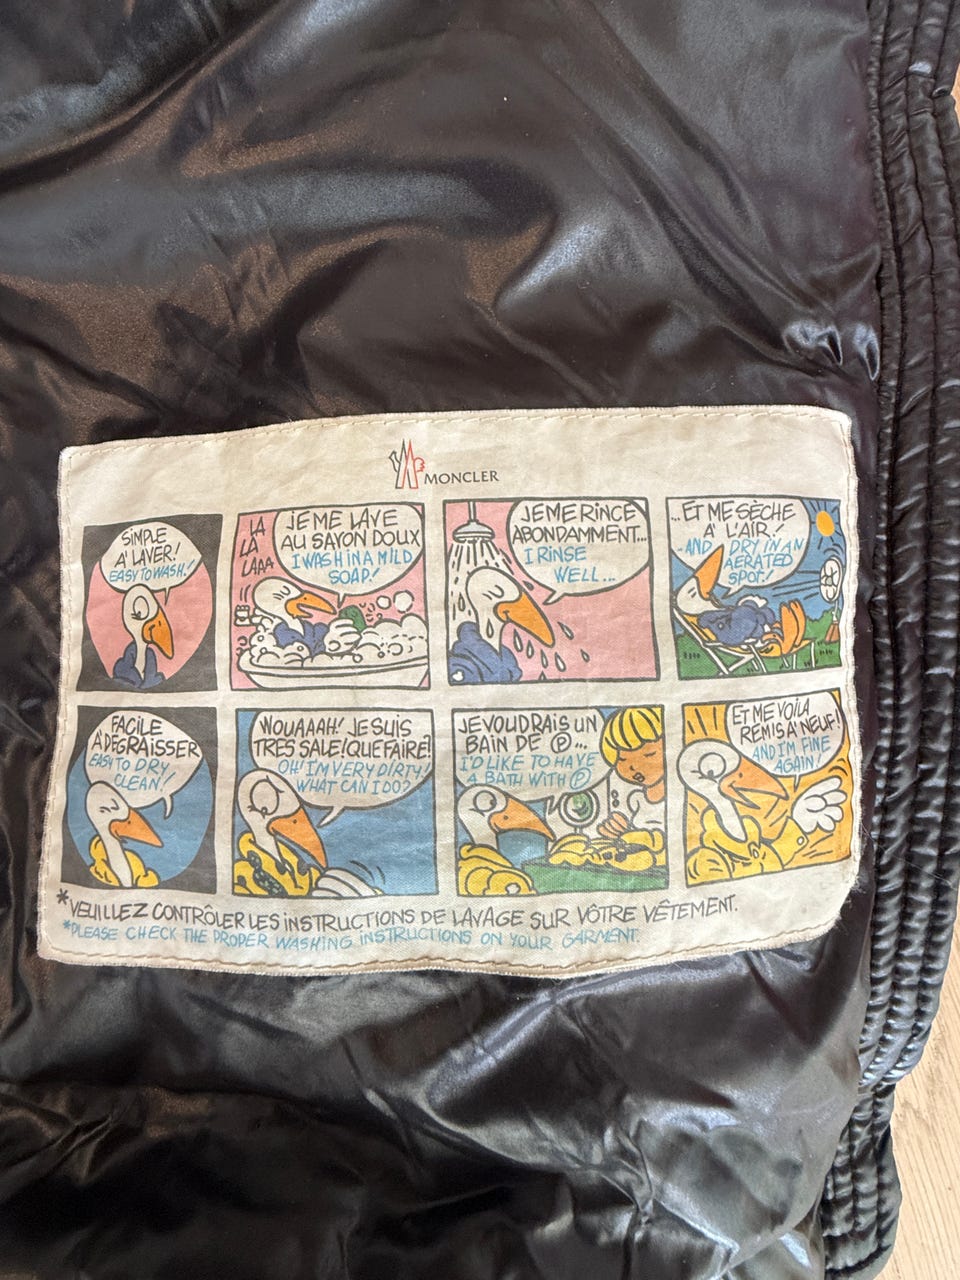 MONCLER
SIMPLE
A' LAVER!
EASY TO WASH!
LA
LA
LAAA
JE ME LAVE
AU SAYON DOUX
I WASH IN A MILD
SOAP!
JE ME RINCE
ABONDAMMENT...
I RINSE
WELL...
...ET ME SÈCHE
A' L'AIR!
..AND DRY IN AN
AERATED
SPOT!
FACILE
A' DÉGRAISSER
EASY TO DRY
CLEAN!
WOUAAAH! JE SUIS
TRES SALE! QUE FAIRE!
OH! I'M VERY DIRTY!
WHAT CAN I DO?
JE VOUDRAIS UN
BAIN DE Ⓟ...
I'D LIKE TO HAVE
A BATH WITH Ⓟ
ET ME VOILA
REMIS A' NEUF!
AND I'M FINE
AGAIN!
*VEUILLEZ CONTRÔLER LES INSTRUCTIONS DE LAVAGE SUR VÔTRE VÊTEMENT.
*PLEASE CHECK THE PROPER WASHING INSTRUCTIONS ON YOUR GARMENT.